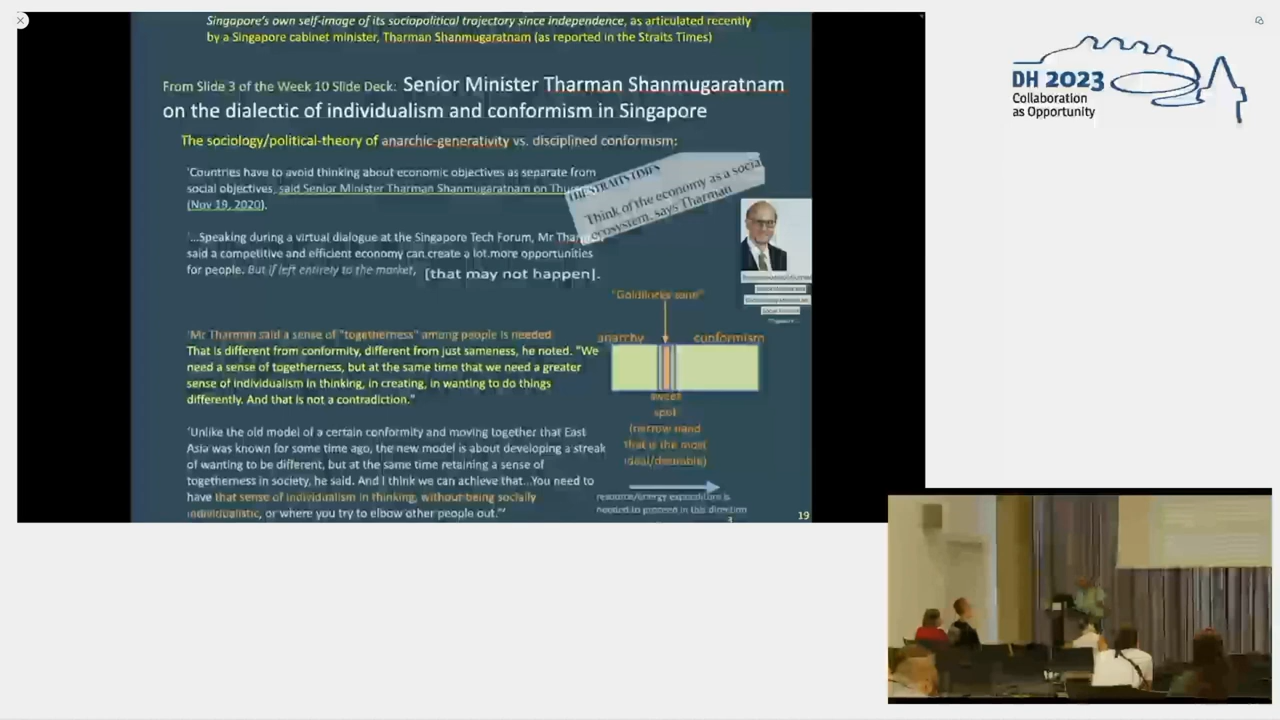 Singapore's own self-image of its sociopolitical trajectory since independence, as articulated recently
by a Singapore cabinet minister, Tharman Shanmugaratnam (as reported in the Straits Times)
From Slide 3 of the Week 10 Slide Deck: Senior Minister Tharman Shanmugaratnam
on the dialectic of individualism and conformism in Singapore
The sociology/political-theory of anarchic-generativity vs. disciplined conformism:
'Countries have to avoid thinking about economic objectives as separate from
social objectives, said Senior Minister Tharman Shanmugaratnam on
(Nov 19, 2020).
THE STRAITS TIMES
Think of the economy as a social
ecosystem, says Tharman
'...Speaking during a virtual dialogue at the Singapore Tech Forum, Mr
said a competitive and efficient economy can create a lot more opportunities
for people. But if left entirely to the market, [that may not happen].
"Goldilocks zone"
'Mr Tharman said a sense of "togetherness" among people is needed
That is different from conformity, different from just sameness, he noted. "We
need a sense of togetherness, but at the same time that we need a greater
sense of individualism in thinking, in creating, in wanting to do things
differently. And that is not a contradiction."
anarchy conformism
sweet
spot
(narrow band
that is the most
ideal/desirable)
'Unlike the old model of a certain conformity and moving together that East
Asia was known for some time ago, the new model is about developing a streak
of wanting to be different, but at the same time retaining a sense of
togetherness in society, he said. And I think we can achieve that...You need to
have that sense of individualism in thinking, without being socially
individualistic, or where you try to elbow other people out."'
resource/energy expenditure is
needed to proceed in this direction
3
19
DH 2023
Collaboration
as Opportunity